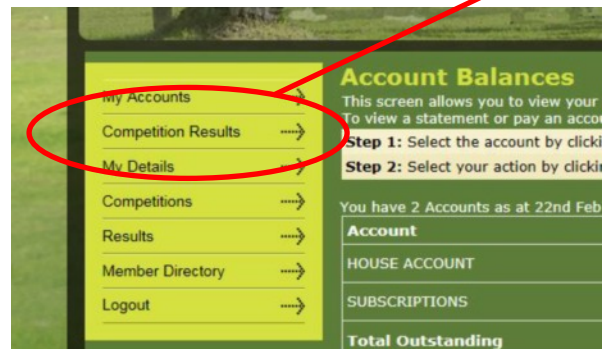 My Accounts
Competition Results
My Details
Competitions
Results
Member Directory
Logout
Account Balances
This screen allows you to view your
To view a statement or pay an accou
Step 1: Select the account by clicki
Step 2: Select your action by clickin
You have 2 Accounts as at 22nd Feb
Account
HOUSE ACCOUNT
SUBSCRIPTIONS
Total Outstanding